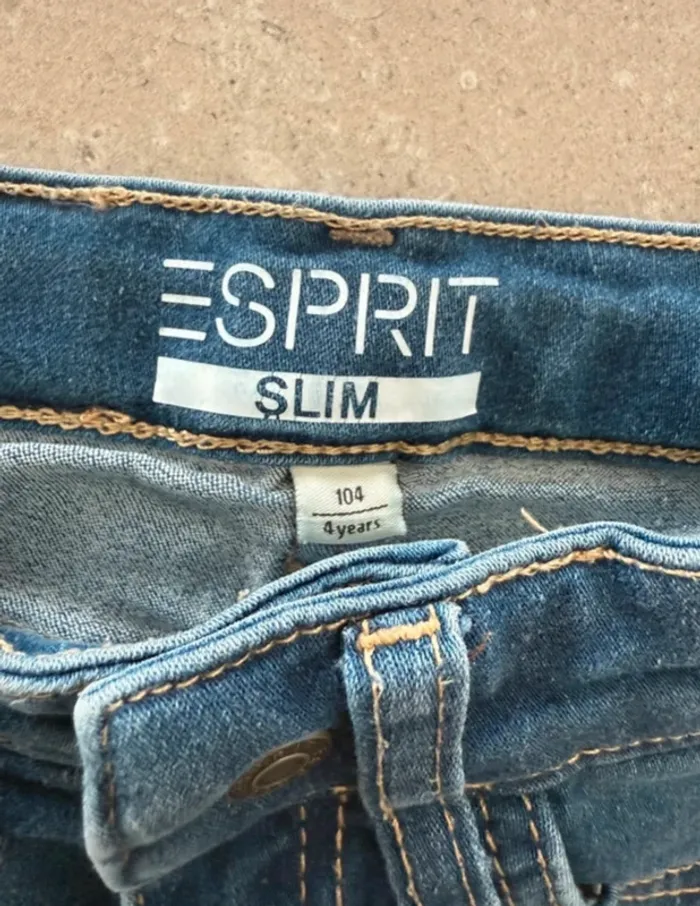 ESPRIT
SLIM
104
4 years